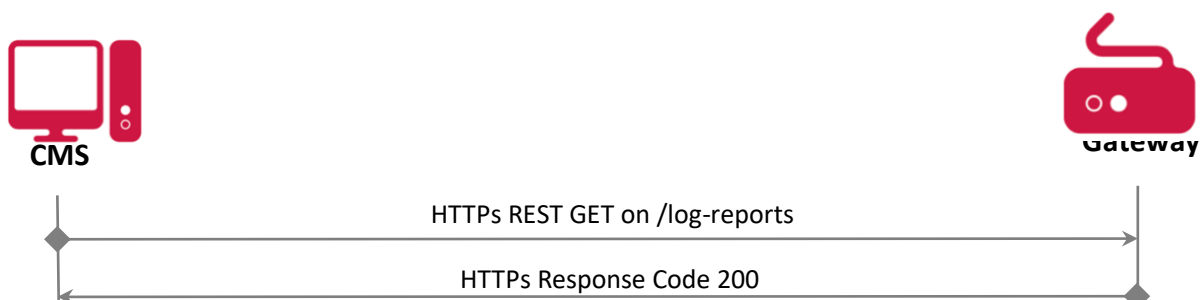 CMS
Gateway
HTTPs REST GET on /log-reports
HTTPs Response Code 200